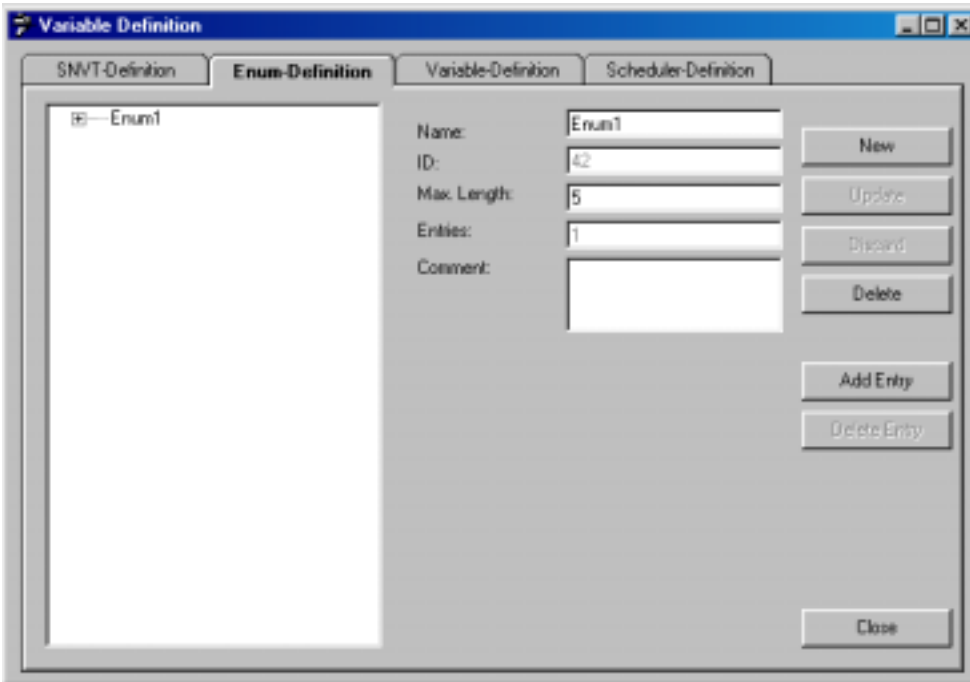 Variable Definition
SNVT-Definition Enum-Definition Variable-Definition Scheduler-Definition
Enum1
Name: Enum1
ID: 42
Max. Length: 5
Entries: 1
Comment:
New
Update
Discard
Delete
Add Entry
Delete Entry
Close